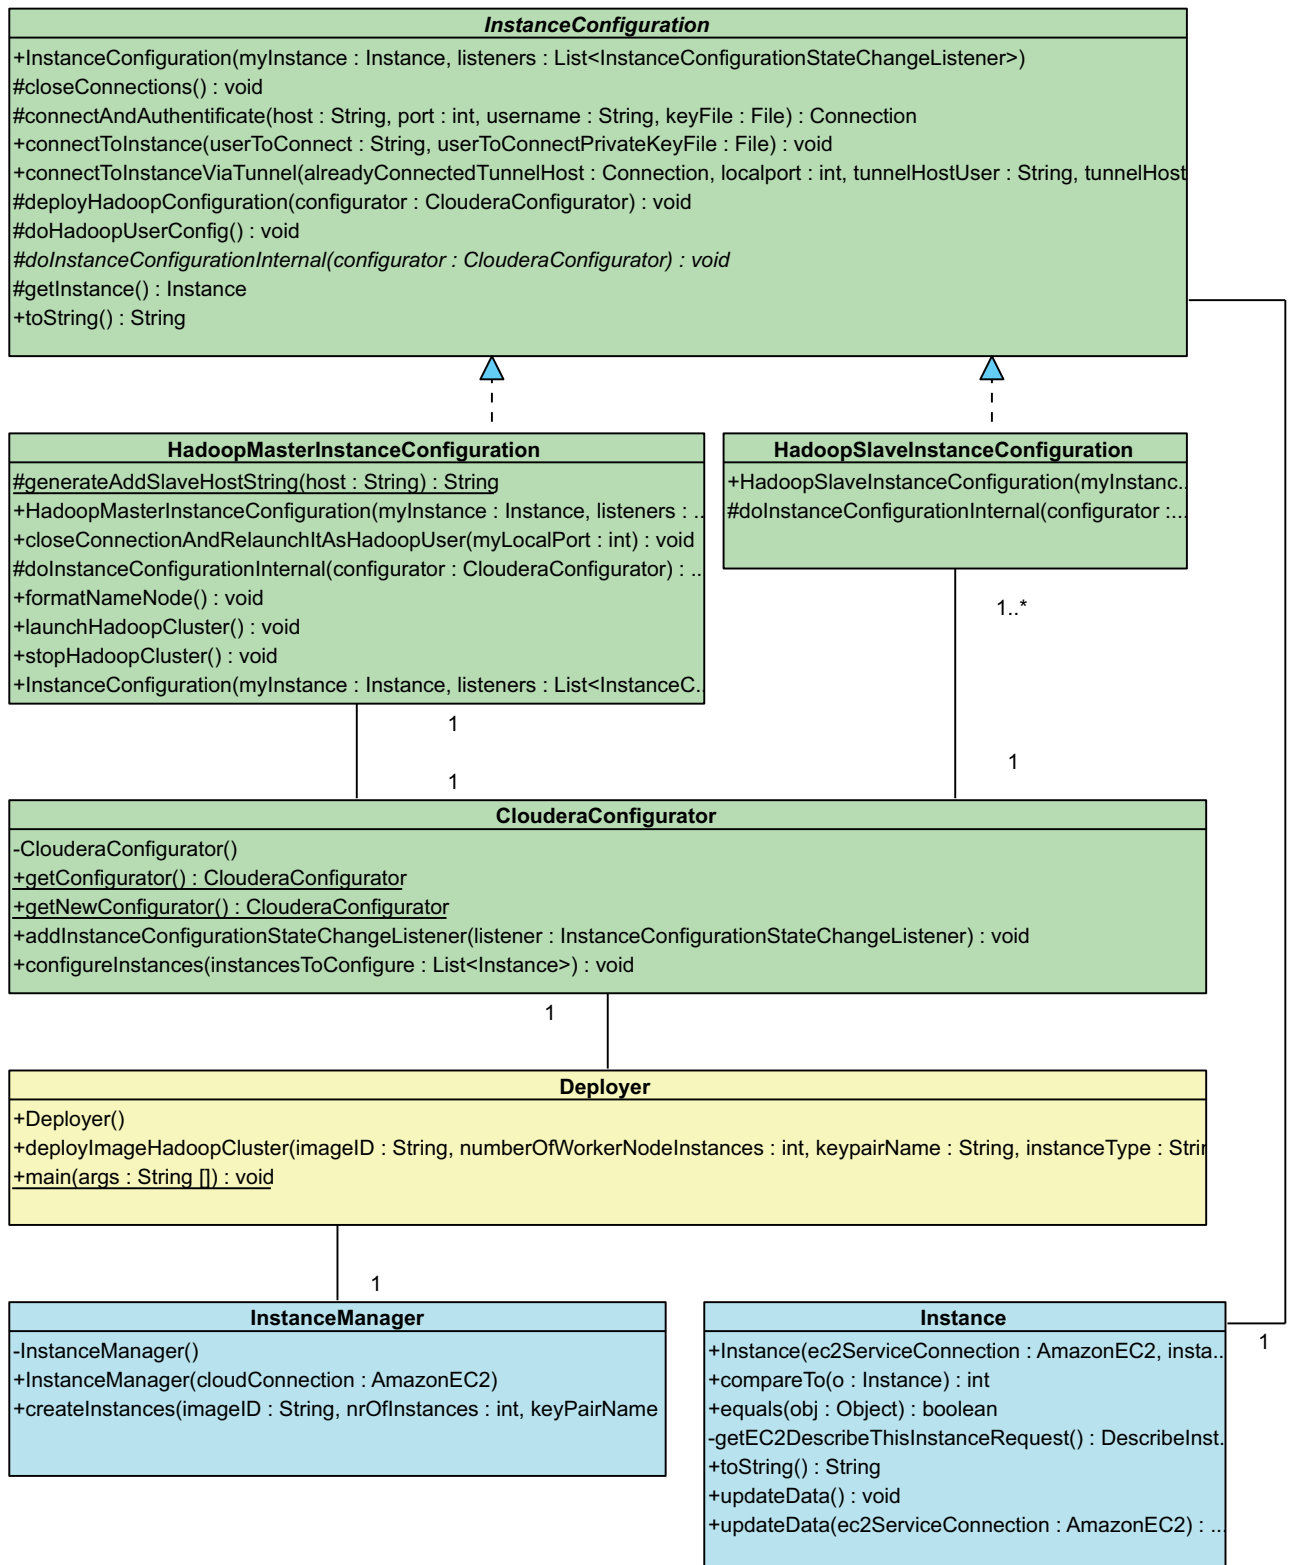 InstanceConfiguration
+InstanceConfiguration(myInstance : Instance, listeners : List<InstanceConfigurationStateChangeListener>)
#closeConnections() : void
#connectAndAuthentificate(host : String, port : int, username : String, keyFile : File) : Connection
+connectToInstance(userToConnect : String, userToConnectPrivateKeyFile : File) : void
+connectToInstanceViaTunnel(alreadyConnectedTunnelHost : Connection, localport : int, tunnelHostUser : String, tunnelHost
#deployHadoopConfiguration(configurator : ClouderaConfigurator) : void
#doHadoopUserConfig() : void
#doInstanceConfigurationInternal(configurator : ClouderaConfigurator) : void
#getInstance() : Instance
+toString() : String
HadoopMasterInstanceConfiguration
#generateAddSlaveHostString(host : String) : String
+HadoopMasterInstanceConfiguration(myInstance : Instance, listeners : ..
+closeConnectionAndRelaunchItAsHadoopUser(myLocalPort : int) : void
#doInstanceConfigurationInternal(configurator : ClouderaConfigurator) : ..
+formatNameNode() : void
+launchHadoopCluster() : void
+stopHadoopCluster() : void
+InstanceConfiguration(myInstance : Instance, listeners : List<InstanceC..
HadoopSlaveInstanceConfiguration
+HadoopSlaveInstanceConfiguration(myInstanc..
#doInstanceConfigurationInternal(configurator :...
1..*
1
1
1
ClouderaConfigurator
-ClouderaConfigurator()
+getConfigurator() : ClouderaConfigurator
+getNewConfigurator() : ClouderaConfigurator
+addInstanceConfigurationStateChangeListener(listener : InstanceConfigurationStateChangeListener) : void
+configureInstances(instancesToConfigure : List<Instance>) : void
1
Deployer
+Deployer()
+deployImageHadoopCluster(imageID : String, numberOfWorkerNodeInstances : int, keypairName : String, instanceType : Strin
+main(args : String []) : void
1
InstanceManager
-InstanceManager()
+InstanceManager(cloudConnection : AmazonEC2)
+createInstances(imageID : String, nrOfInstances : int, keyPairName
Instance
+Instance(ec2ServiceConnection : AmazonEC2, insta..
+compareTo(o : Instance) : int
+equals(obj : Object) : boolean
-getEC2DescribeThisInstanceRequest() : DescribeInst.
+toString() : String
+updateData() : void
+updateData(ec2ServiceConnection : AmazonEC2) : ...
1